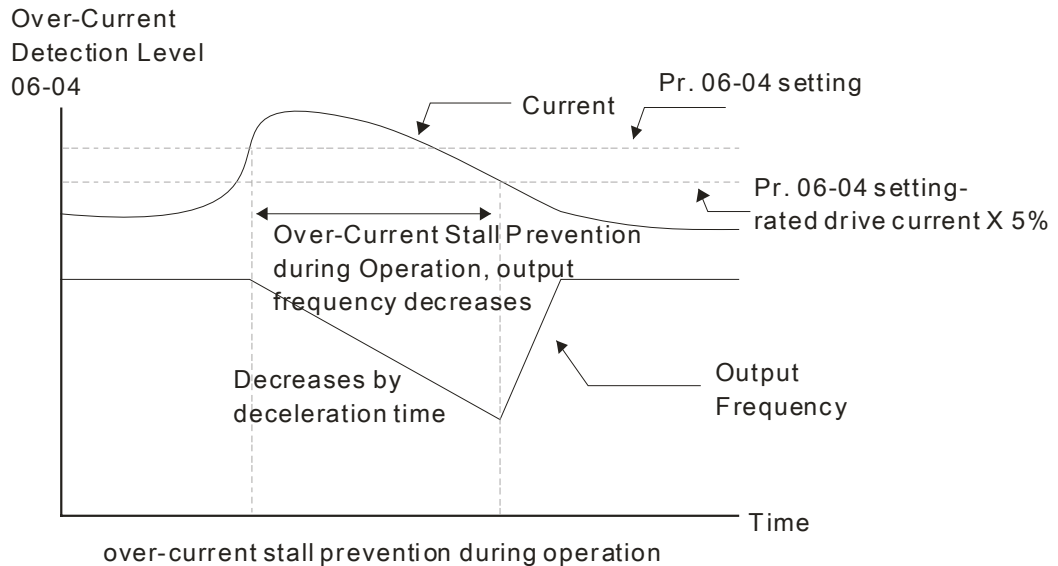 Over-Current
Detection Level
06-04
Pr. 06-04 setting
Current
Pr. 06-04 setting-
rated drive current X 5%
Over-Current Stall Prevention
during Operation, output
frequency decreases
Decreases by
deceleration time
Output
Frequency
Time
over-current stall prevention during operation